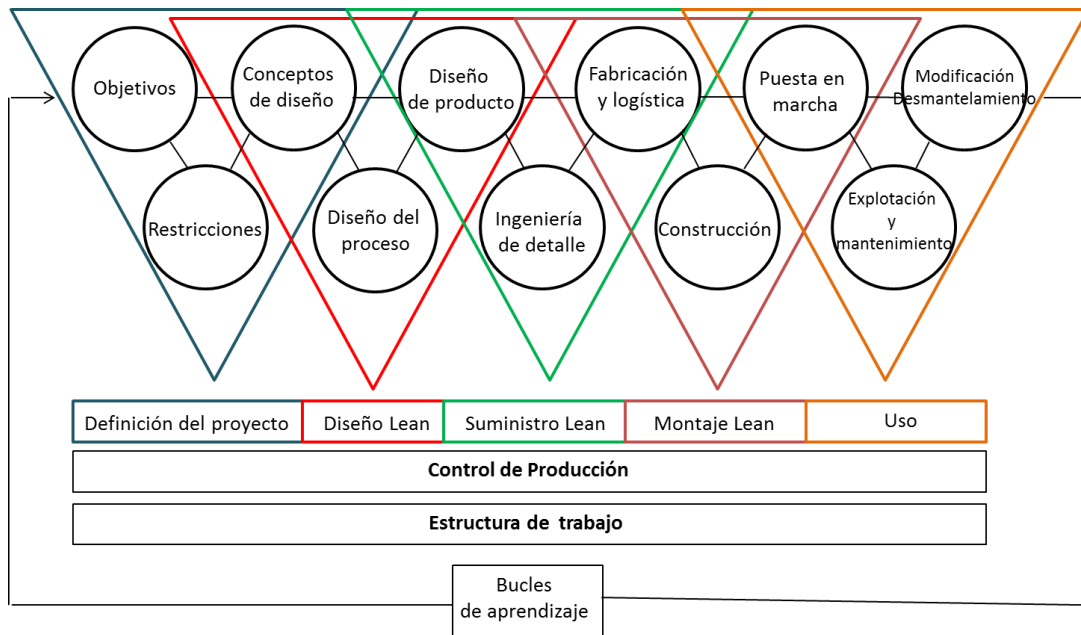 Objetivos
Conceptos
de diseño
Diseño
de producto
Fabricación
y logística
Puesta en
marcha
Modificación
Desmantelamiento
Restricciones
Diseño del
proceso
Ingeniería
de detalle
Construcción
Explotación
y
mantenimiento
Definición del proyecto
Diseño Lean
Suministro Lean
Montaje Lean
Uso
Control de Producción
Estructura de trabajo
Bucles
de aprendizaje